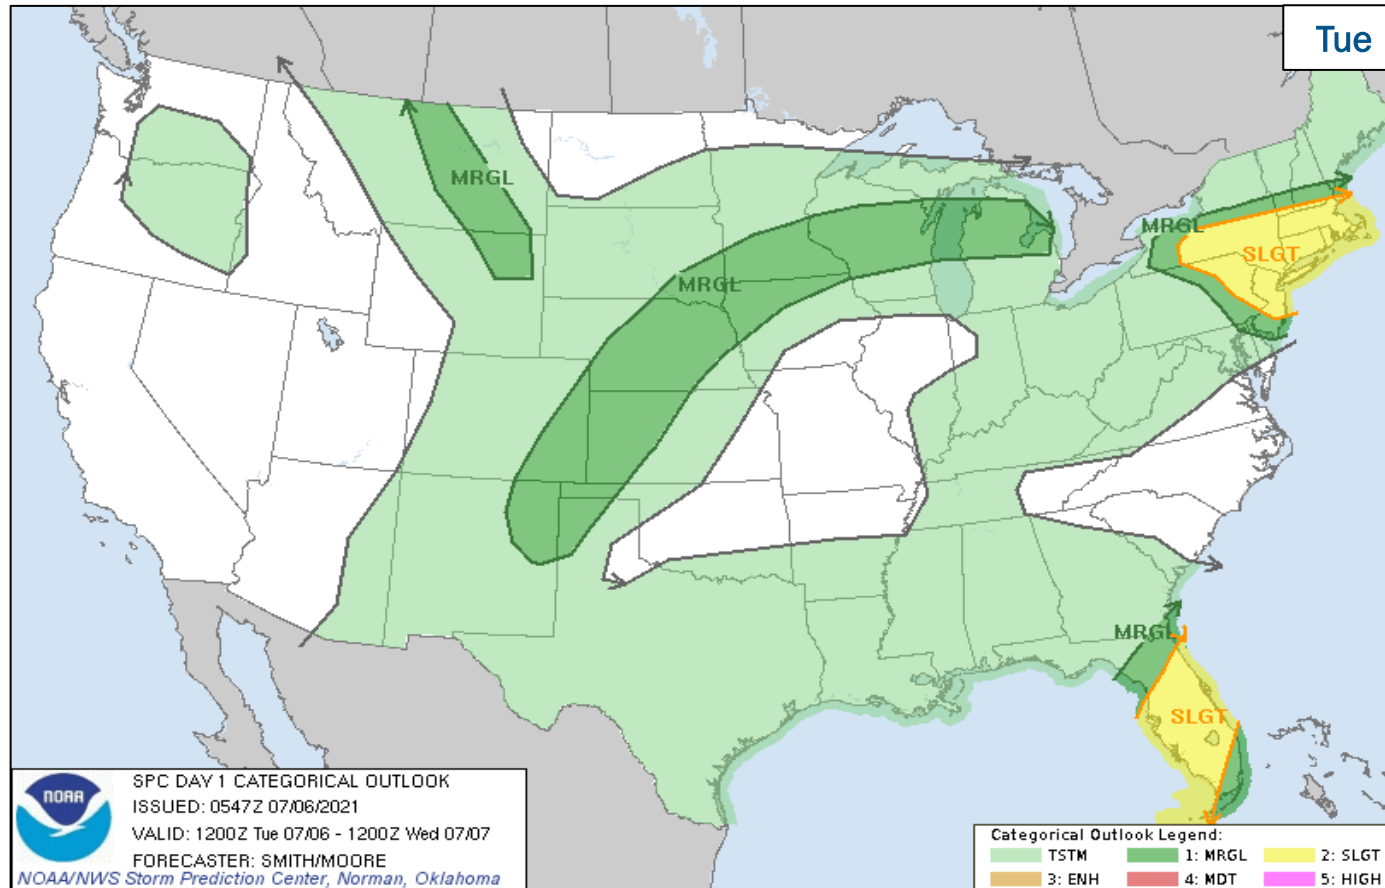 Tue
MRGL
MRGL
MRGL
SLGT
MRGL
SLGT
NOAA
SPC DAY 1 CATEGORICAL OUTLOOK
ISSUED: 0547Z 07/06/2021
VALID: 1200Z Tue 07/06 - 1200Z Wed 07/07
FORECASTER: SMITH/MOORE
NOAA/NWS Storm Prediction Center, Norman, Oklahoma
Categorical Outlook Legend:
TSTM 1: MRGL 2: SLGT
3: ENH 4: MDT 5: HIGH